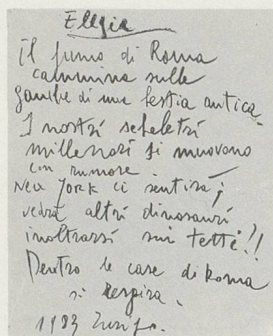 Elegia
Il fumo di Roma
cammina sulle
gambe di una bestia antica.
I nostri scheletri
millenari si muovono
con rumore.
New York ci sentirà;
vedrà altri dinosauri
inoltrarsi sui tetti!!
Dentro le case di Roma
si respira.
1983